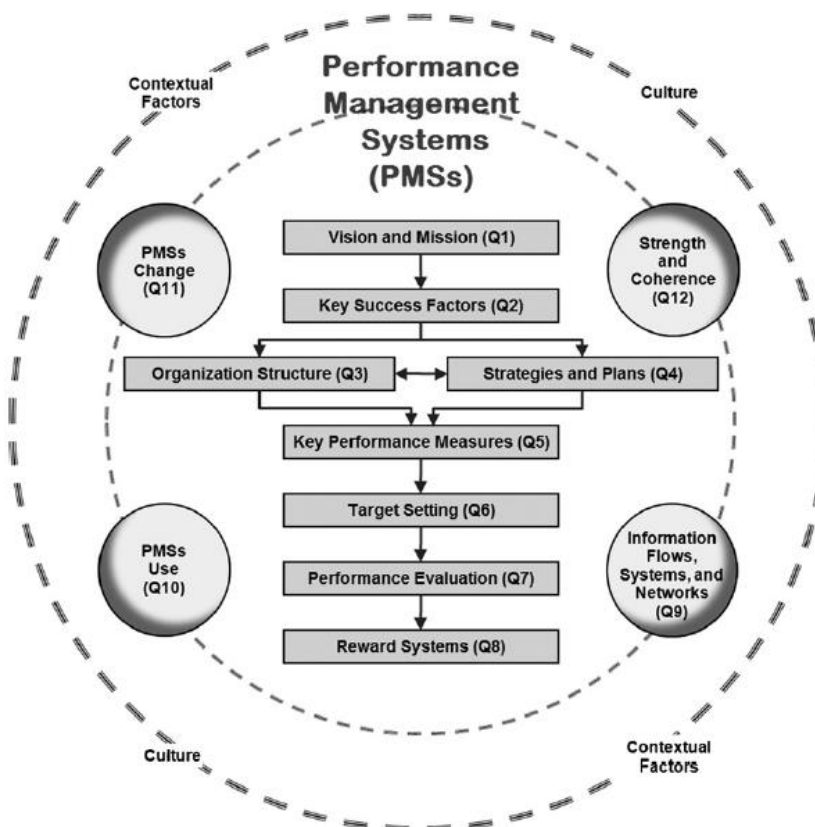 Performance
Management
Systems
(PMSs)
Contextual
Factors
Culture
PMSs
Change
(Q11)
Strength
and
Coherence
(Q12)
Vision and Mission (Q1)
Key Success Factors (Q2)
Organization Structure (Q3)
Strategies and Plans (Q4)
Key Performance Measures (Q5)
Target Setting (Q6)
Performance Evaluation (Q7)
Reward Systems (Q8)
PMSs
Use
(Q10)
Information
Flows,
Systems, and
Networks
(Q9)
Culture
Contextual
Factors